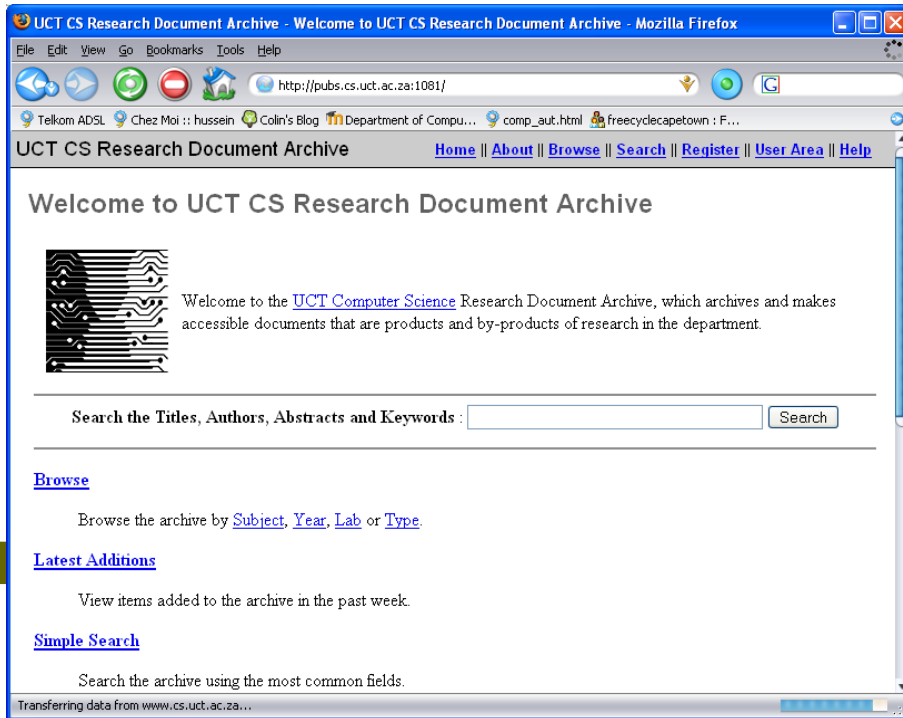 UCT CS Research Document Archive - Welcome to UCT CS Research Document Archive - Mozilla Firefox
File Edit View Go Bookmarks Tools Help
http://pubs.cs.uct.ac.za:1081/
G
Telkom ADSL Chez Moi :: hussein Colin's Blog Department of Compu... comp_aut.html freecyclecapetown : F...
UCT CS Research Document Archive Home || About || Browse || Search || Register || User Area || Help
Welcome to UCT CS Research Document Archive
Welcome to the UCT Computer Science Research Document Archive, which archives and makes
accessible documents that are products and by-products of research in the department.
Search the Titles, Authors, Abstracts and Keywords : Search
Browse
Browse the archive by Subject, Year, Lab or Type.
Latest Additions
View items added to the archive in the past week.
Simple Search
Search the archive using the most common fields.
Transferring data from www.cs.uct.ac.za...